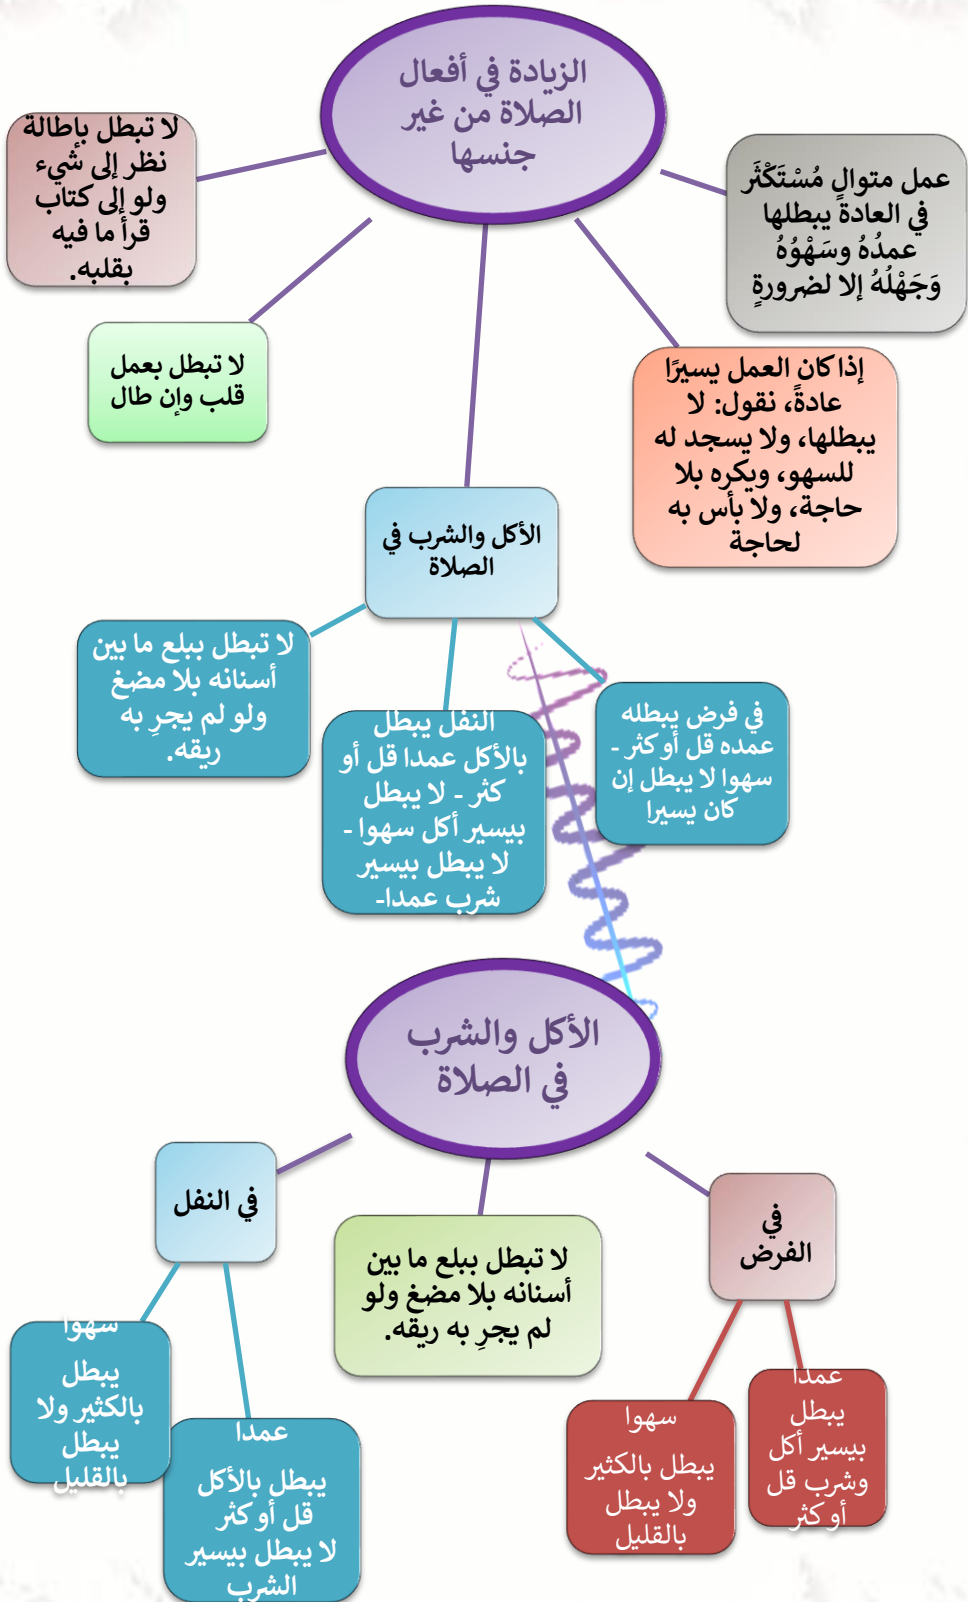 الزيادة في أفعال
الصلاة من غير
جنسها
عمل متوالٍ مُسْتَكْثَر
في العادة يبطلها
عمدُهُ وسَهْوُهُ
وَجَهْلُهُ إلا لضرورةٍ
إذا كان العمل يسيرًا
عادةً، نقول: لا
يبطلها، ولا يسجد له
للسهو، ويكره بلا
حاجة، ولا بأس به
لحاجة
الأكل والشرب في
الصلاة
في فرض يبطله
عمده قل أو كثر -
سهوا لا يبطل إن
كان يسيرا
النفل يبطل
بالأكل عمدا قل أو
كثر - لا يبطل
بيسير أكل سهوا -
لا يبطل بيسير
شرب عمدا-
لا تبطل ببلع ما بين
أسنانه بلا مضغ
ولو لم يجرِ به
ريقه.
لا تبطل بعمل
قلب وإن طال
لا تبطل بإطالة
نظر إلى شيء
ولو إلى كتاب
قرأ ما فيه
بقلبه.
الأكل والشرب
في الصلاة
في
الفرض
عمدا
يبطل
بيسير أكل
وشرب قل
أو كثر
سهوا
يبطل بالكثير
ولا يبطل
بالقليل
لا تبطل ببلع ما بين
أسنانه بلا مضغ ولو
لم يجرِ به ريقه.
في النفل
عمدا
يبطل بالأكل
قل أو كثر
لا يبطل بيسير
الشرب
سهوا
يبطل
بالكثير ولا
يبطل
بالقليل